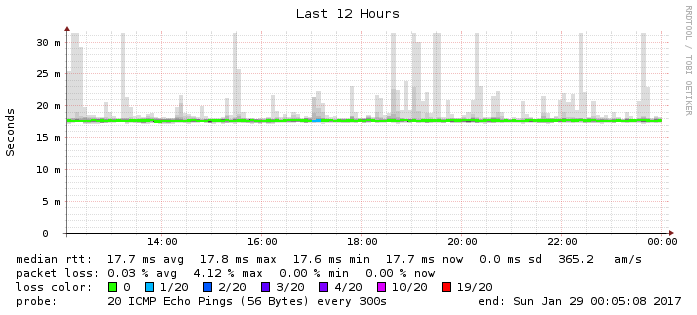 Last 12 Hours
RRDTOOL / TOBI OETIKER
Seconds
30 m
25 m
20 m
15 m
10 m
5 m
0
14:00 16:00 18:00 20:00 22:00 00:00
median rtt: 17.7 ms avg 17.8 ms max 17.6 ms min 17.7 ms now 0.0 ms sd 365.2 am/s
packet loss: 0.03 % avg 4.12 % max 0.00 % min 0.00 % now
loss color: 0 1/20 2/20 3/20 4/20 10/20 19/20
probe: 20 ICMP Echo Pings (56 Bytes) every 300s end: Sun Jan 29 00:05:08 2017